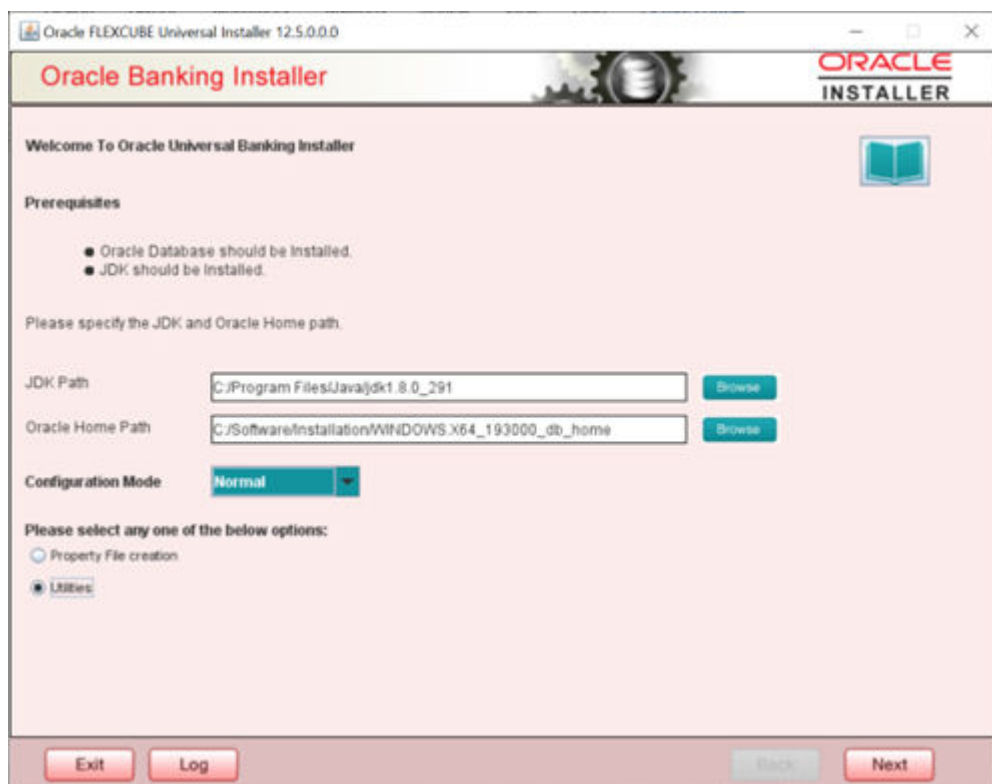 Oracle FLEXCUBE Universal Installer 12.5.0.0.0
Oracle Banking Installer
ORACLE
INSTALLER
Welcome To Oracle Universal Banking Installer
Prerequisites
Oracle Database should be Installed.
JDK should be Installed.
Please specify the JDK and Oracle Home path.
JDK Path C:/Program Files/Java/jdk1.8.0_291 Browse
Oracle Home Path C:/Software/Installation/WINDOWS.X64_193000_db_home Browse
Configuration Mode Normal
Please select any one of the below options:
Property File creation
Utilities
Exit Log Back Next